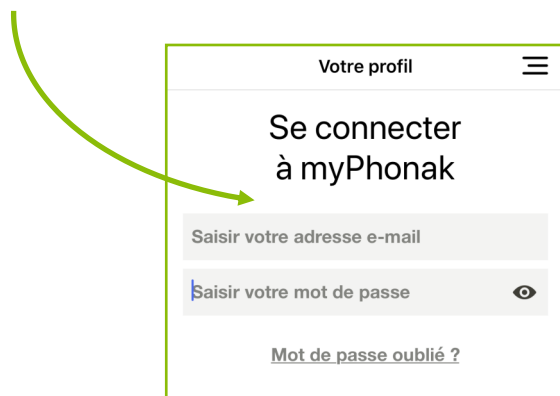 Votre profil
Se connecter
à myPhonak
Saisir votre adresse e-mail
Saisir votre mot de passe
Mot de passe oublié ?